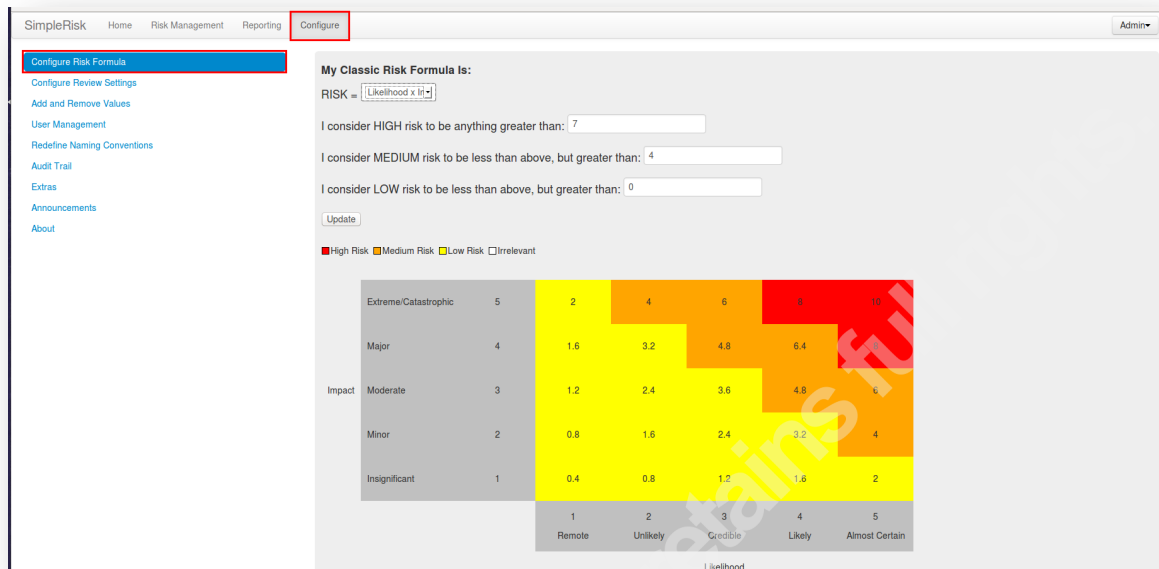 SimpleRisk Home Risk Management Reporting Configure Admin
Configure Risk Formula
Configure Review Settings
Add and Remove Values
User Management
Redefine Naming Conventions
Audit Trail
Extras
Announcements
About
My Classic Risk Formula Is:
RISK = Likelihood x In
I consider HIGH risk to be anything greater than: 7
I consider MEDIUM risk to be less than above, but greater than: 4
I consider LOW risk to be less than above, but greater than: 0
Update
High Risk Medium Risk Low Risk Irrelevant
Extreme/Catastrophic 5 2 4 6 8 10
Major 4 1.6 3.2 4.8 6.4 8
Impact Moderate 3 1.2 2.4 3.6 4.8 6
Minor 2 0.8 1.6 2.4 3.2 4
Insignificant 1 0.4 0.8 1.2 1.6 2
1 2 3 4 5
Remote Unlikely Credible Likely Almost Certain
Likelihood